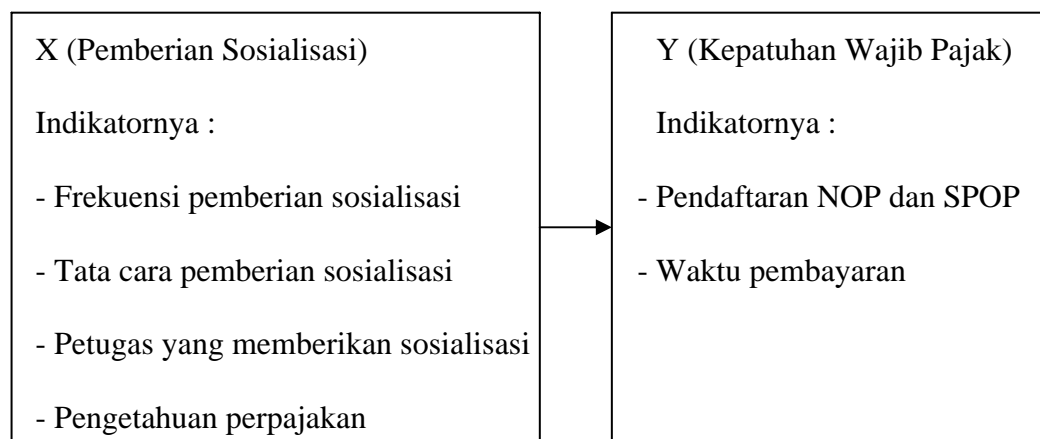 X (Pemberian Sosialisasi)
Indikatornya :
- Frekuensi pemberian sosialisasi
- Tata cara pemberian sosialisasi
- Petugas yang memberikan sosialisasi
- Pengetahuan perpajakan
Y (Kepatuhan Wajib Pajak)
Indikatornya :
- Pendaftaran NOP dan SPOP
- Waktu pembayaran